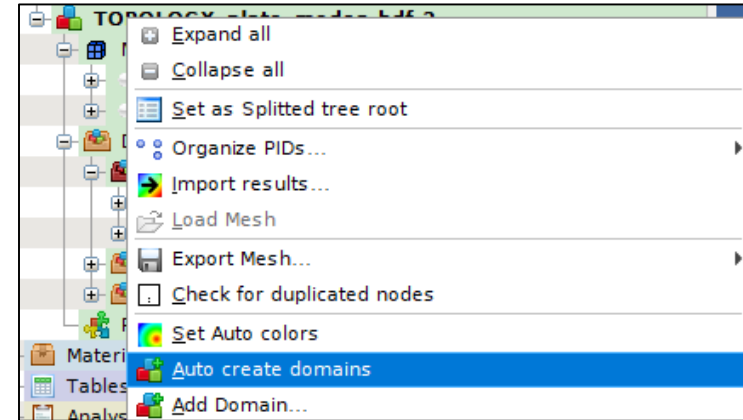 Expand all
Collapse all
Set as Splitted tree root
Organize PIDs...
Import results...
Load Mesh
Export Mesh...
Check for duplicated nodes
Set Auto colors
Auto create domains
Materi
Tables
Add Domain...
Analys